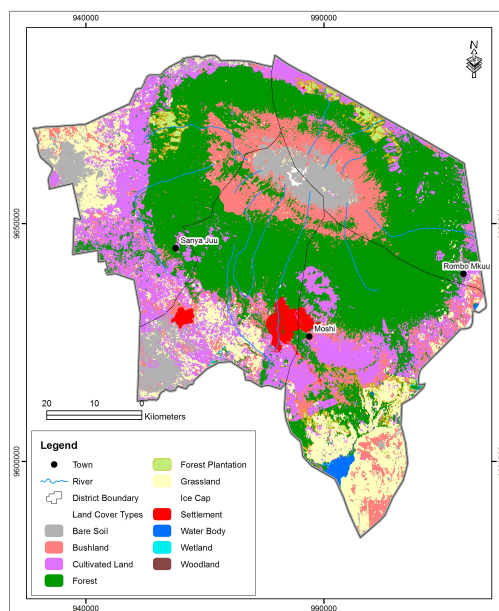 940000 990000
N
9650000
Sanya Juu
Rombo Mkuu
Moshi
20 10 0
Kilometers
9600000
Legend
Town
River
District Boundary
Land Cover Types
Bare Soil
Bushland
Cultivated Land
Forest
Forest Plantation
Grassland
Ice Cap
Settlement
Water Body
Wetland
Woodland
940000 990000